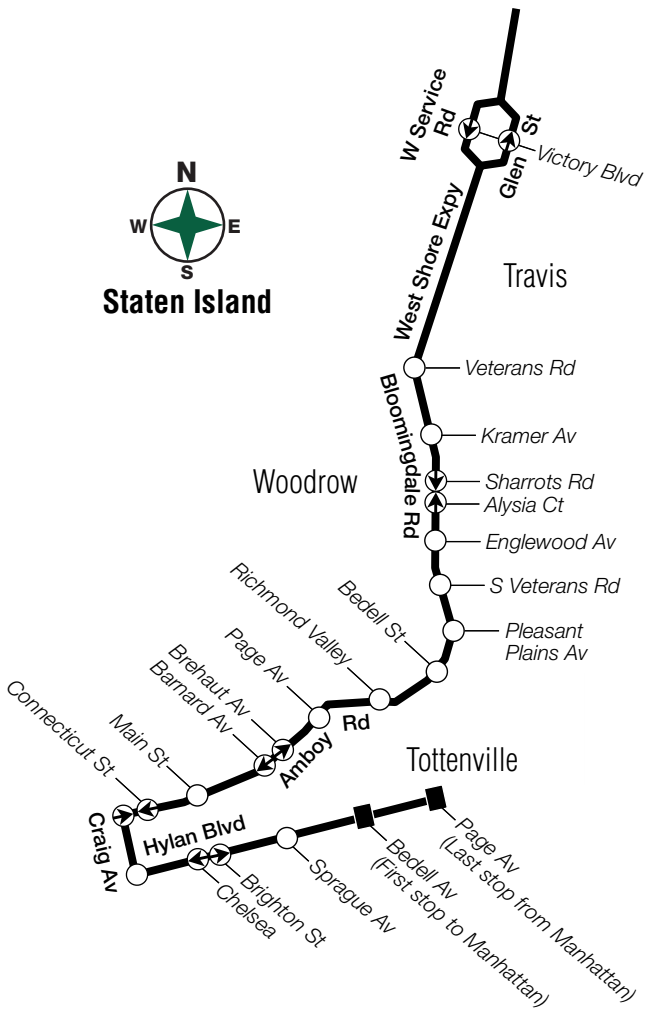 W Service
Rd
Glen St
Victory Blvd
N
W
E
S
Staten Island
West Shore Expy
Travis
Veterans Rd
Bloomingdale Rd
Kramer Av
Woodrow
Sharrots Rd
Alysia Ct
Englewood Av
S Veterans Rd
Pleasant
Plains Av
Bedell St
Richmond Valley
Page Av
Brehaut Av
Barnard Av
Amboy
Rd
Main St
Connecticut St
Tottenville
Craig Av
Hylan Blvd
Chelsea
Brighton St
Sprague Av
Bedell Av
(First stop to
Manhattan)
Page Av
(Last stop from Manhattan)